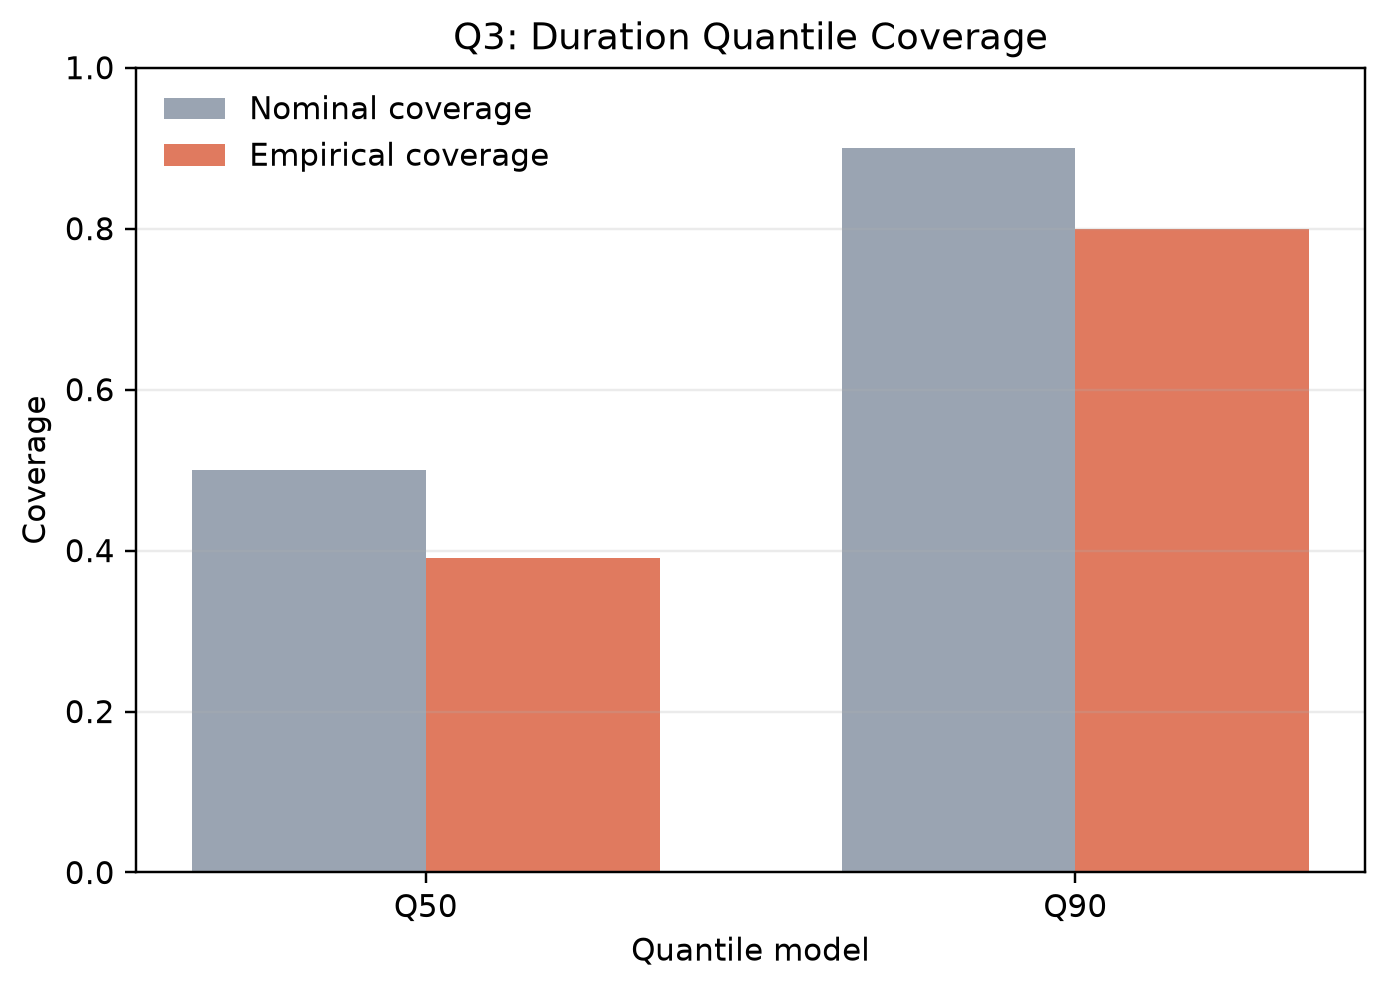 Q3: Duration Quantile Coverage
1.0
Nominal coverage
Empirical coverage
0.8
0.6
0.4
0.2
0.0
Coverage
Q50
Q90
Quantile model